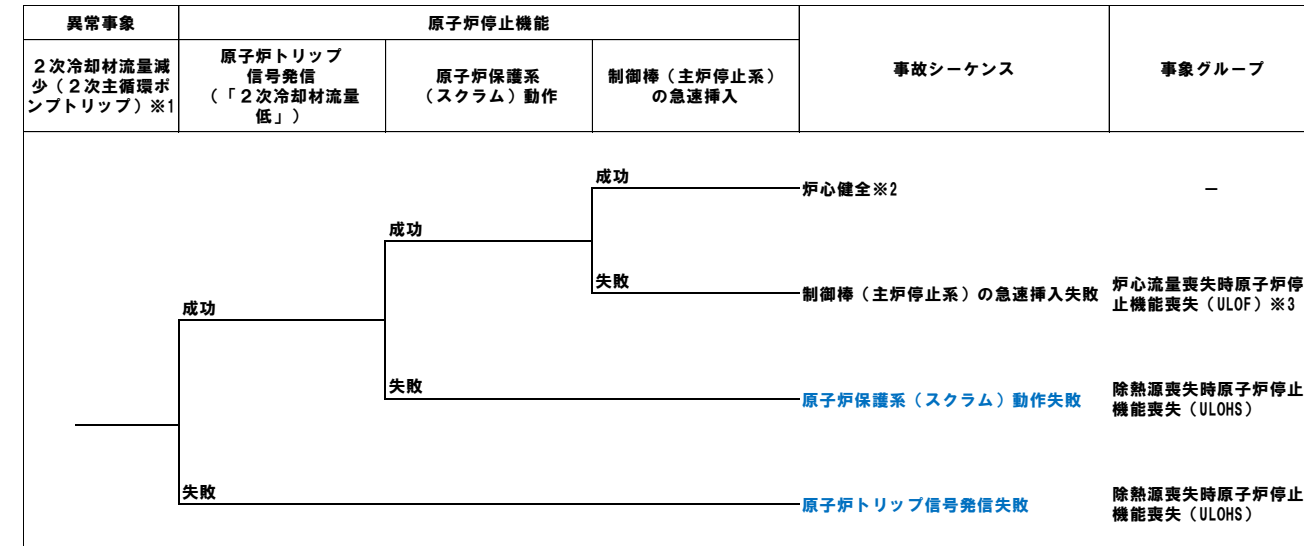 異常事象
原子炉停止機能
事故シーケンス
事象グループ
２次冷却材流量減
少（２次主循環ポ
ンプトリップ）※1
原子炉トリップ
信号発信
（「２次冷却材流量
低」）
原子炉保護系
（スクラム）動作
制御棒（主炉停止系）
の急速挿入
成功
炉心健全※2
－
成功
失敗
制御棒（主炉停止系）の急速挿入失敗
炉心流量喪失時原子炉停
止機能喪失（ULOF）※3
成功
失敗
原子炉保護系（スクラム）動作失敗
除熱源喪失時原子炉停止
機能喪失（ULOHS）
失敗
原子炉トリップ信号発信失敗
除熱源喪失時原子炉停止
機能喪失（ULOHS）